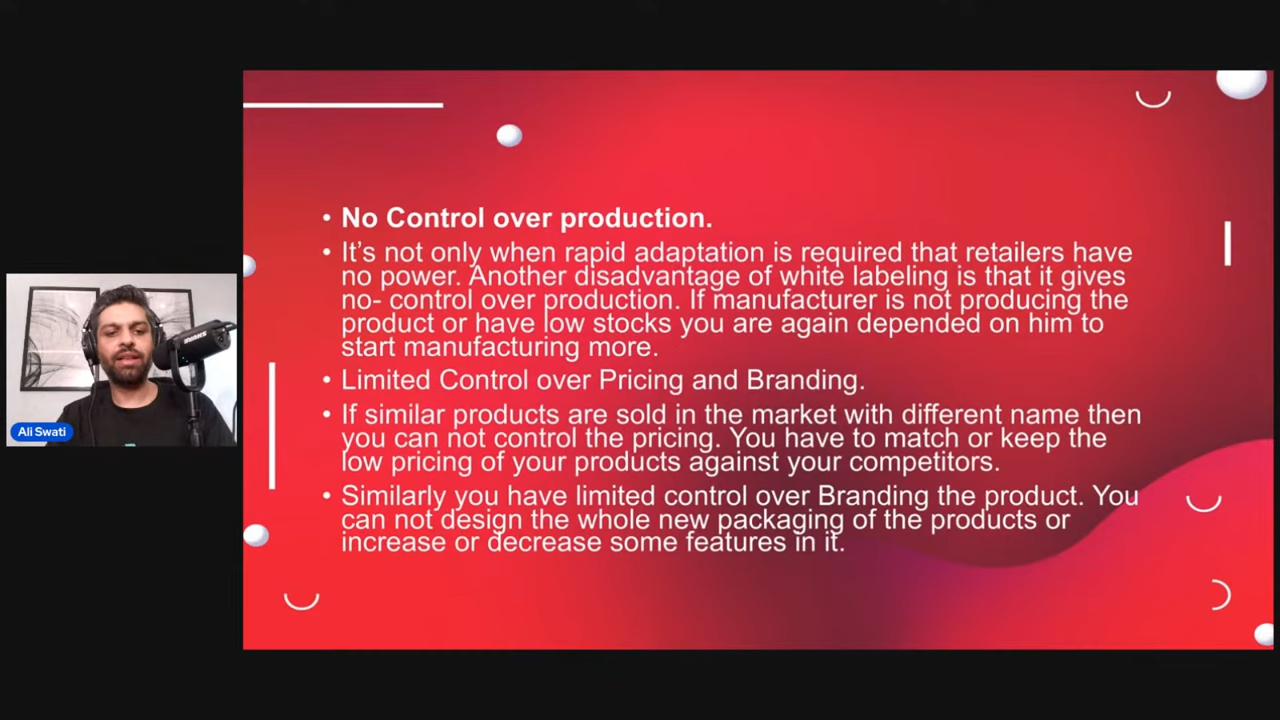 • No Control over production.
• It’s not only when rapid adaptation is required that retailers have
no power. Another disadvantage of white labeling is that it gives
no- control over production. If manufacturer is not producing the
product or have low stocks you are again depended on him to
start manufacturing more.
• Limited Control over Pricing and Branding.
• If similar products are sold in the market with different name then
you can not control the pricing. You have to match or keep the
low pricing of your products against your competitors.
• Similarly you have limited control over Branding the product. You
can not design the whole new packaging of the products or
increase or decrease some features in it.
Ali Swati